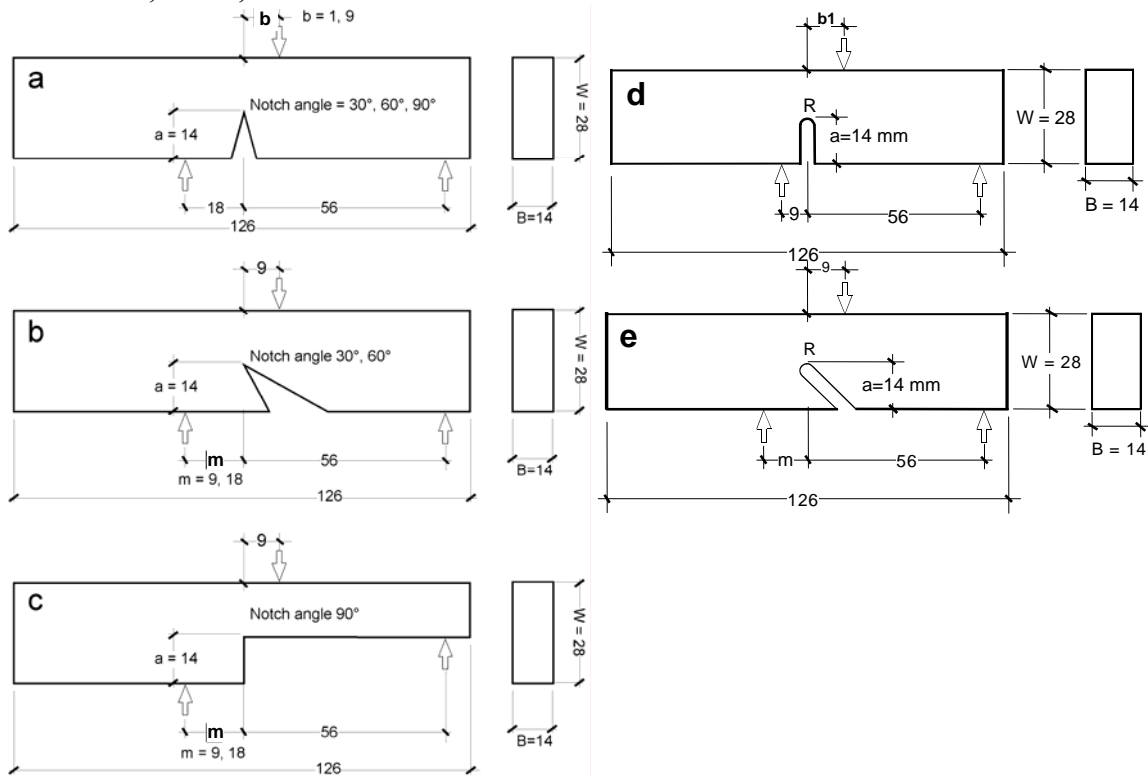 b
b = 1, 9
a
Notch angle = 30°, 60°, 90°
a = 14
W = 28
18
56
126
B=14
9
b
Notch angle 30°, 60°
a = 14
W = 28
m
56
m = 9, 18
126
B=14
9
c
Notch angle 90°
a = 14
W = 28
m
56
m = 9, 18
126
B=14
b1
d
R
a=14 mm
W = 28
9
56
B = 14
126
9
e
R
a=14 mm
W = 28
m
56
B = 14
126